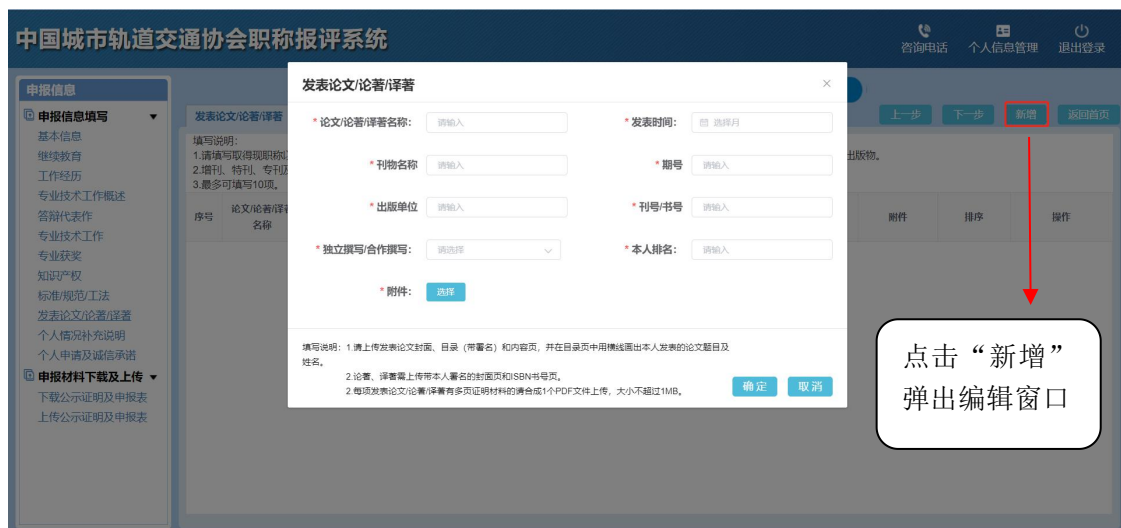 中国城市轨道交通协会职称报评系统
咨询电话 个人信息管理 退出登录
申报信息
申报信息填写
基本信息
继续教育
工作经历
专业技术工作概述
答辩代表作
专业技术工作
专业获奖
知识产权
标准/规范/工法
发表论文/论著/译著
个人情况补充说明
个人申请及诚信承诺
申报材料下载及上传
下载公示证明及申报表
上传公示证明及申报表
发表论文/论著/译著
上一步 下一步 新增 返回首页
填写说明:
1.请填写取得现职称
出版物。
2.增刊、特刊、专刊及
3.最多可填写10项。
序号 论文/论著/译著名称 附件 排序 操作
发表论文/论著/译著 ×
*论文/论著/译著名称: 请输入 *发表时间: 选择月
*刊物名称 请输入 *期号 请输入
*出版单位 请输入 *刊号/书号 请输入
*独立撰写/合作撰写: 请选择 *本人排名: 请输入
*附件: 选择
填写说明: 1.请上传发表论文封面、目录（带署名）和内容页，并在目录页中用横线画出本人发表的论文题目及
姓名。
2.论著、译著需上传带本人署名的封面页和ISBN书号页。
2.每项发表论文/论著/译著有多页证明材料的请合成1个PDF文件上传，大小不超过1MB。
确定 取消
点击“新增”
弹出编辑窗口